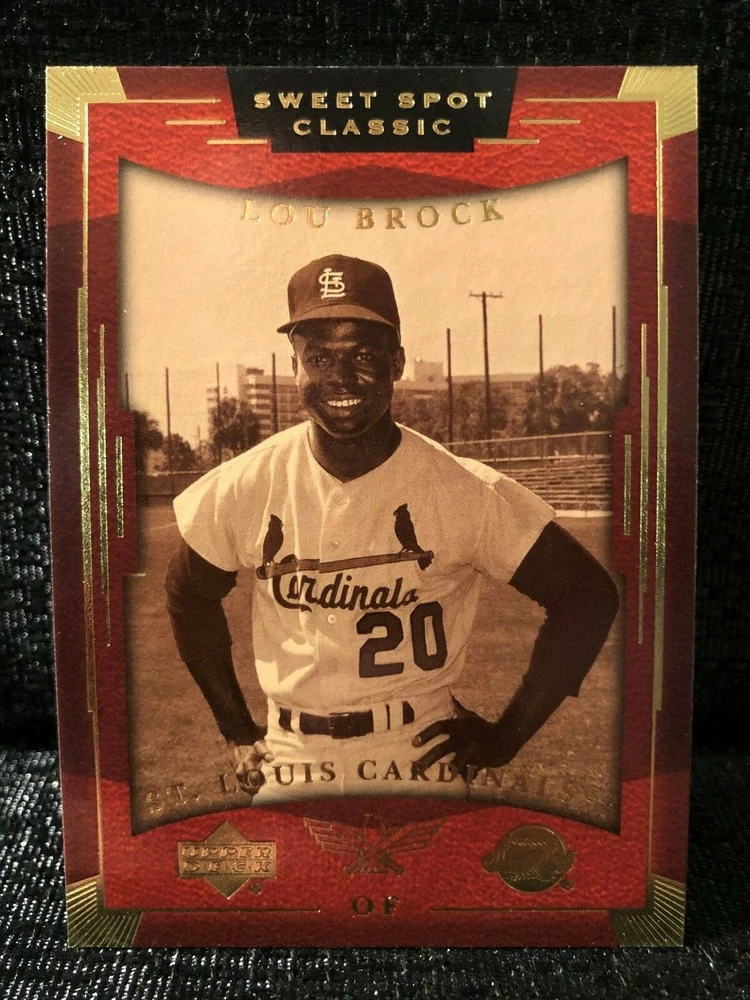 SWEET SPOT
CLASSIC
LOU BROCK
STL
Cardinals
20
ST. LOUIS CARDINALS®
UPPER
DECK
®
®
OF